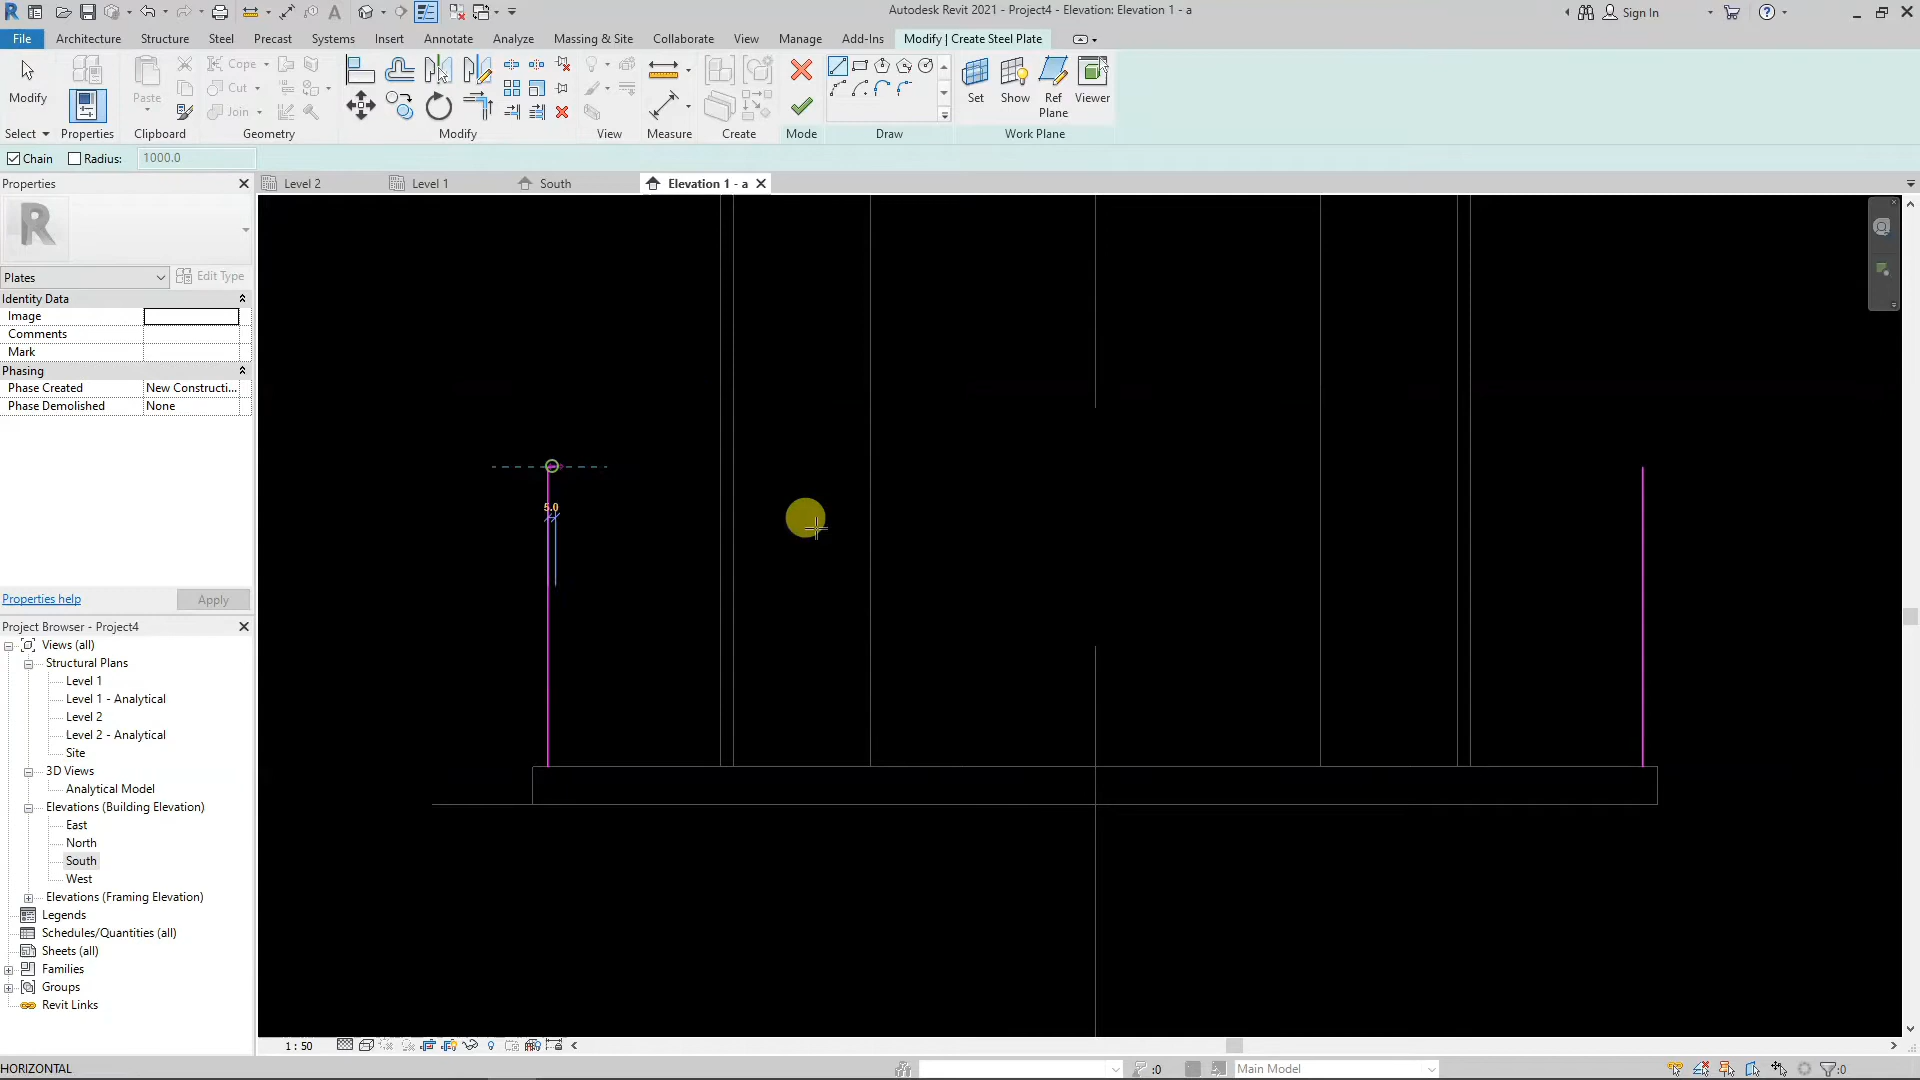 Autodesk Revit 2021 - Project4 - Elevation: Elevation 1 - a
Sign In
File
Architecture
Structure
Steel
Precast
Systems
Insert
Annotate
Analyze
Massing & Site
Collaborate
View
Manage
Add-Ins
Modify | Create Steel Plate
Modify
Paste
Cope
Cut
Join
Set
Show
Ref
Plane
Viewer
Select
Properties
Clipboard
Geometry
Modify
View
Measure
Create
Mode
Draw
Work Plane
Chain
Radius:
1000.0
Properties
Level 2
Level 1
South
Elevation 1 - a
Plates
Edit Type
Identity Data
Image
Comments
Mark
Phasing
Phase Created
New Constructi...
Phase Demolished
None
5.0
Properties help
Apply
Project Browser - Project4
Views (all)
Structural Plans
Level 1
Level 1 - Analytical
Level 2
Level 2 - Analytical
Site
3D Views
Analytical Model
Elevations (Building Elevation)
East
North
South
West
Elevations (Framing Elevation)
Legends
Schedules/Quantities (all)
Sheets (all)
Families
Groups
Revit Links
1 : 50
HORIZONTAL
:0
Main Model
:0